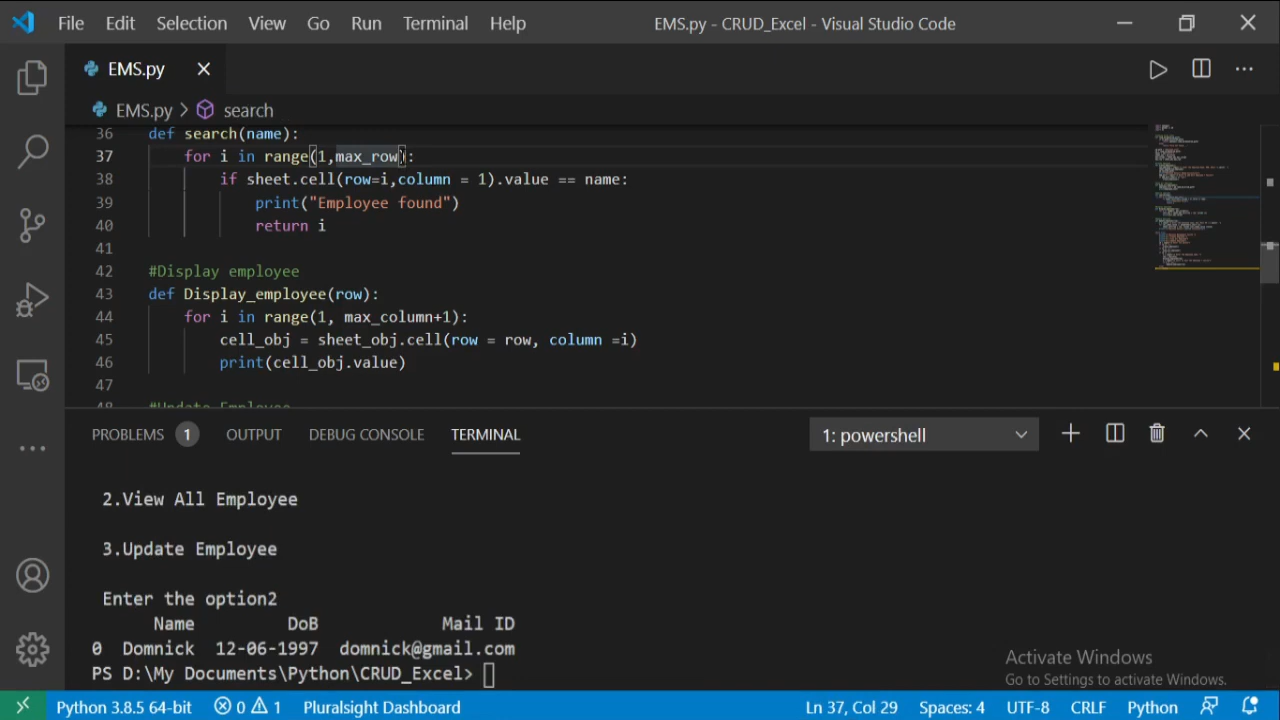 File Edit Selection View Go Run Terminal Help EMS.py - CRUD_Excel - Visual Studio Code
EMS.py
EMS.py > search
36 def search(name):
37 for i in range(1,max_row):
38 if sheet.cell(row=i,column = 1).value == name:
39 print("Employee found")
40 return i
41
42 #Display employee
43 def Display_employee(row):
44 for i in range(1, max_column+1):
45 cell_obj = sheet_obj.cell(row = row, column =i)
46 print(cell_obj.value)
47
48 #Update Employee
PROBLEMS 1 OUTPUT DEBUG CONSOLE TERMINAL 1: powershell
2.View All Employee
3.Update Employee
Enter the option2
Name DoB Mail ID
0 Domnick 12-06-1997 domnick@gmail.com
PS D:\My Documents\Python\CRUD_Excel>
Activate Windows
Go to Settings to activate Windows.
Python 3.8.5 64-bit 0 1 Pluralsight Dashboard Ln 37, Col 29 Spaces: 4 UTF-8 CRLF Python